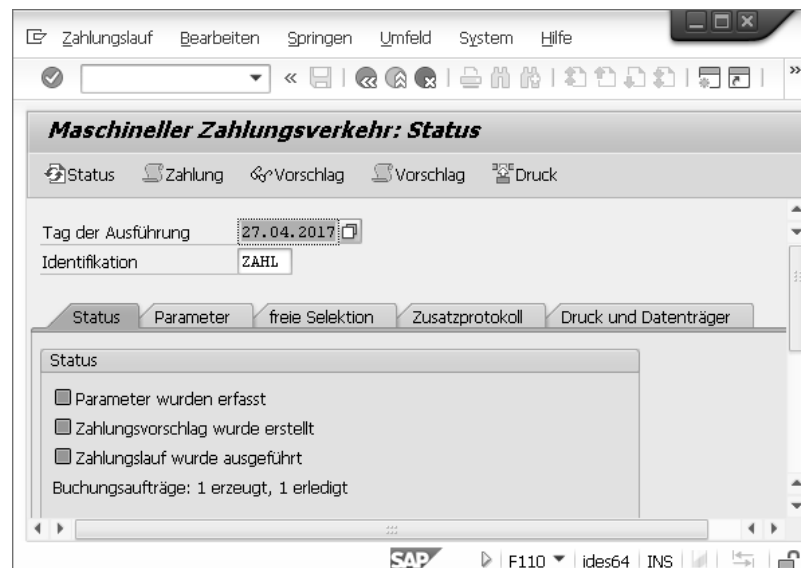 Zahlungslauf Bearbeiten Springen Umfeld System Hilfe
Maschineller Zahlungsverkehr: Status
Status Zahlung Vorschlag Vorschlag Druck
Tag der Ausführung 27.04.2017
Identifikation ZAHL
Status Parameter freie Selektion Zusatzprotokoll Druck und Datenträger
Status
Parameter wurden erfasst
Zahlungsvorschlag wurde erstellt
Zahlungslauf wurde ausgeführt
Buchungsaufträge: 1 erzeugt, 1 erledigt
SAP F110 ides64 INS